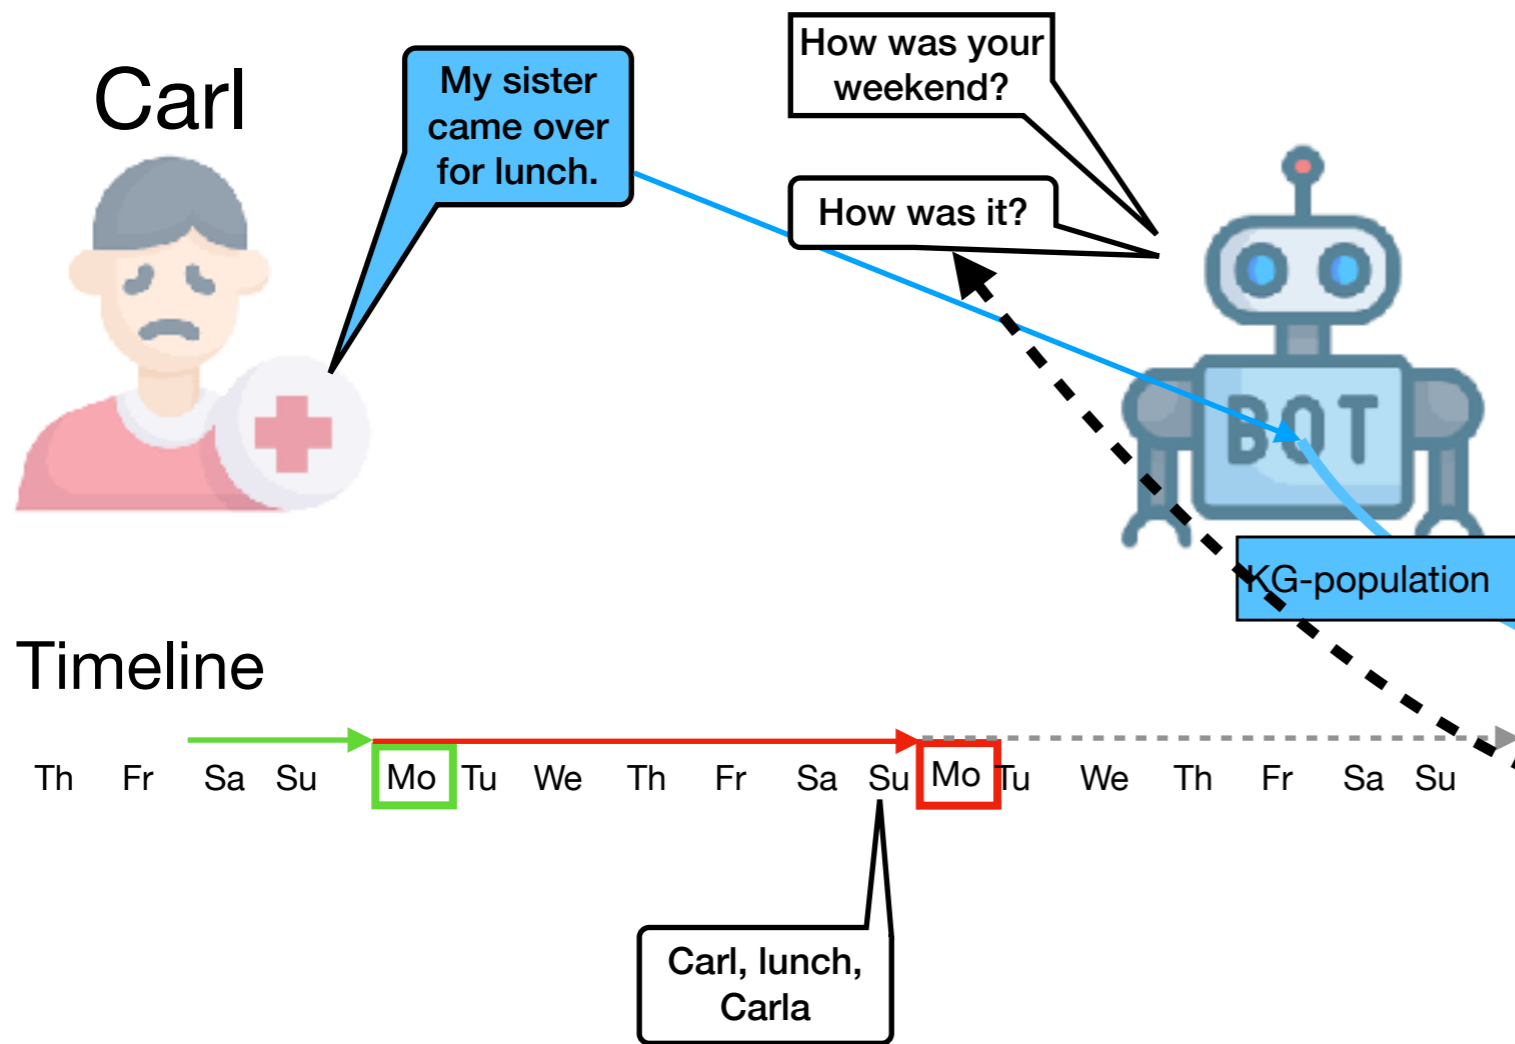 Carl
My sister
came over
for lunch.
How was your
weekend?
How was it?
BOT
KG-population
Timeline
Th Fr Sa Su Mo Tu We Th Fr Sa Su Mo Tu We Th Fr Sa Su
Carl, lunch,
Carla